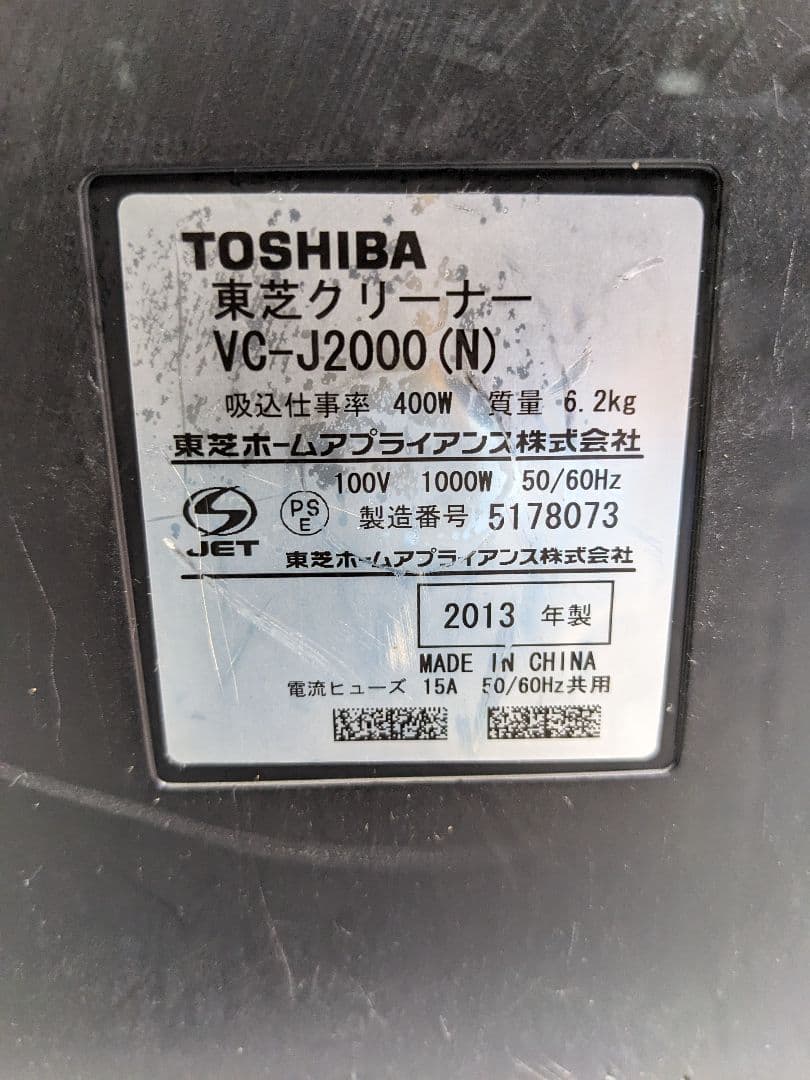 TOSHIBA
東芝クリーナー
VC-J2000(N)
吸込仕事率 400W 質量 6.2kg
東芝ホームアプライアンス株式会社
100V 1000W 50/60Hz
JET PSE 製造番号 5178073
東芝ホームアプライアンス株式会社
2013 年製
MADE IN CHINA
電流ヒューズ 15A 50/60Hz共用